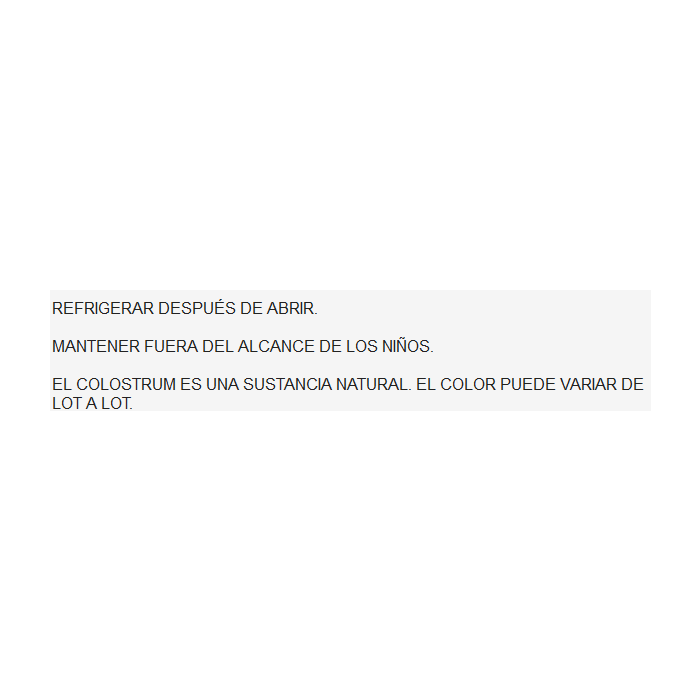 REFRIGERAR DESPUÉS DE ABRIR.
MANTENER FUERA DEL ALCANCE DE LOS NIÑOS.
EL COLOSTRUM ES UNA SUSTANCIA NATURAL. EL COLOR PUEDE VARIAR DE
LOT A LOT.